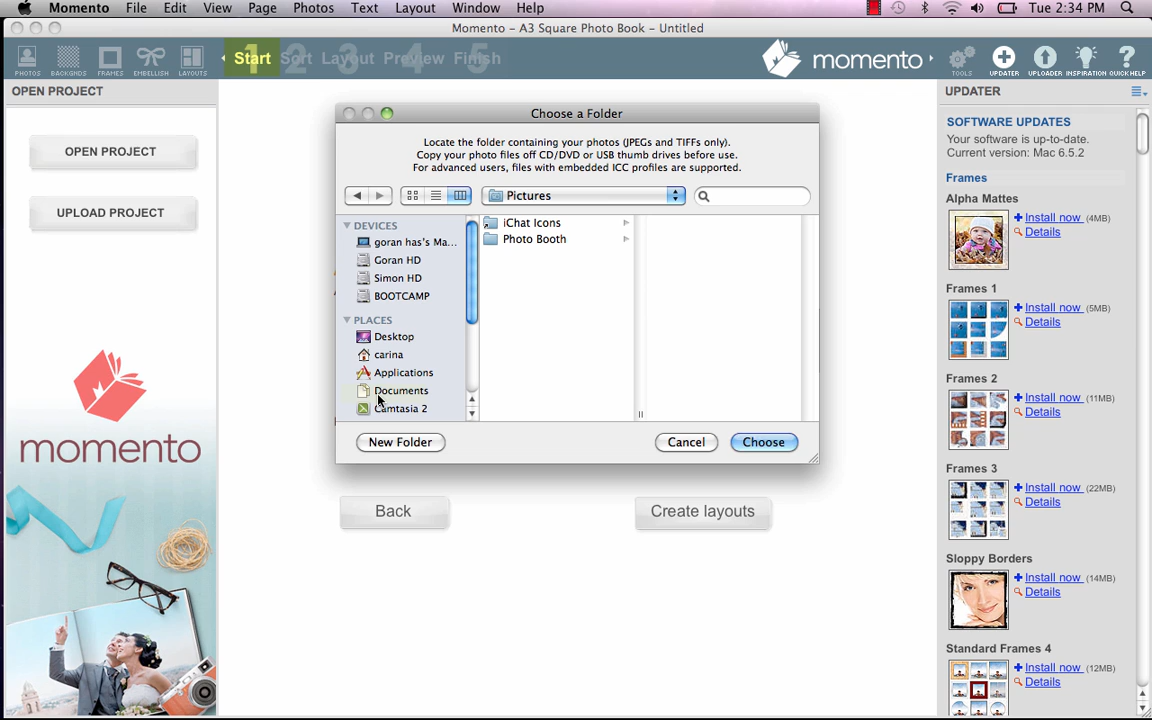 Momento File Edit View Page Photos Text Layout Window Help Tue 2:34 PM
Momento – A3 Square Photo Book – Untitled
PHOTOS BACKGNDS FRAMES EMBELLISH LAYOUTS
1 Start 2 Sort 3 Layout 4 Preview 5 Finish
momento
TOOLS UPDATER UPLOADER INSPIRATION QUICK HELP
OPEN PROJECT
OPEN PROJECT
UPLOAD PROJECT
momento
Choose a Folder
Locate the folder containing your photos (JPEGs and TIFFs only).
Copy your photo files off CD/DVD or USB thumb drives before use.
For advanced users, files with embedded ICC profiles are supported.
Pictures
DEVICES
goran has's Ma...
Goran HD
Simon HD
BOOTCAMP
PLACES
Desktop
carina
Applications
Documents
Camtasia 2
iChat Icons
Photo Booth
New Folder Cancel Choose
Back Create layouts
UPDATER
SOFTWARE UPDATES
Your software is up-to-date.
Current version: Mac 6.5.2
Frames
Alpha Mattes
Install now (4MB)
Details
Frames 1
Install now (5MB)
Details
Frames 2
Install now (11MB)
Details
Frames 3
Install now (22MB)
Details
Sloppy Borders
Install now (14MB)
Details
Standard Frames 4
Install now (12MB)
Details